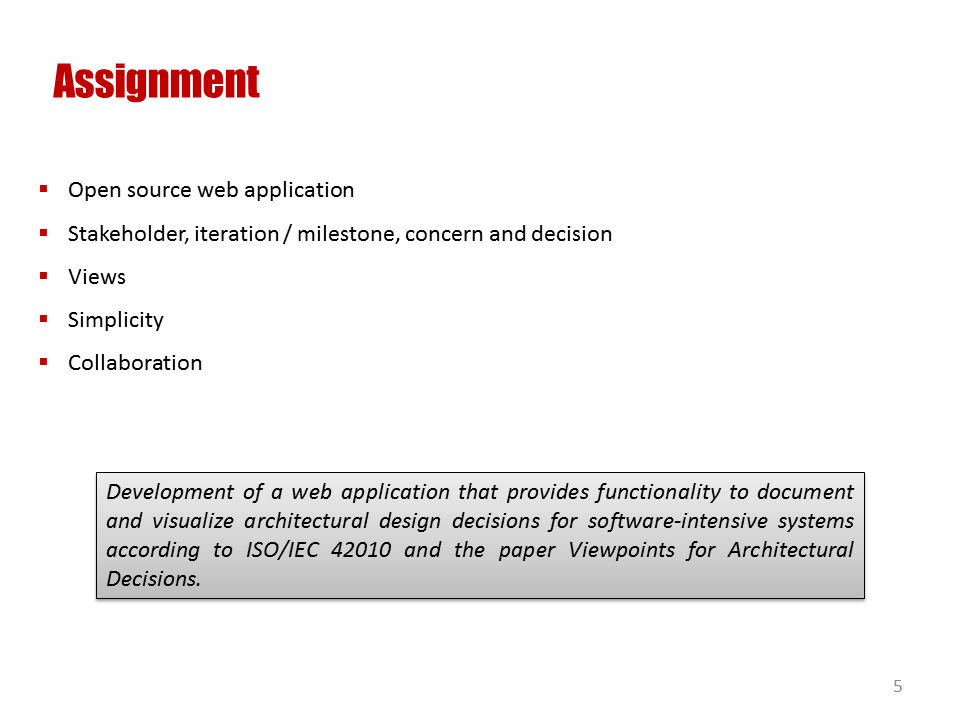 Assignment
Open source web application
Stakeholder, iteration / milestone, concern and decision
Views
Simplicity
Collaboration
Development of a web application that provides functionality to document
and visualize architectural design decisions for software-intensive systems
according to ISO/IEC 42010 and the paper Viewpoints for Architectural
Decisions.
5